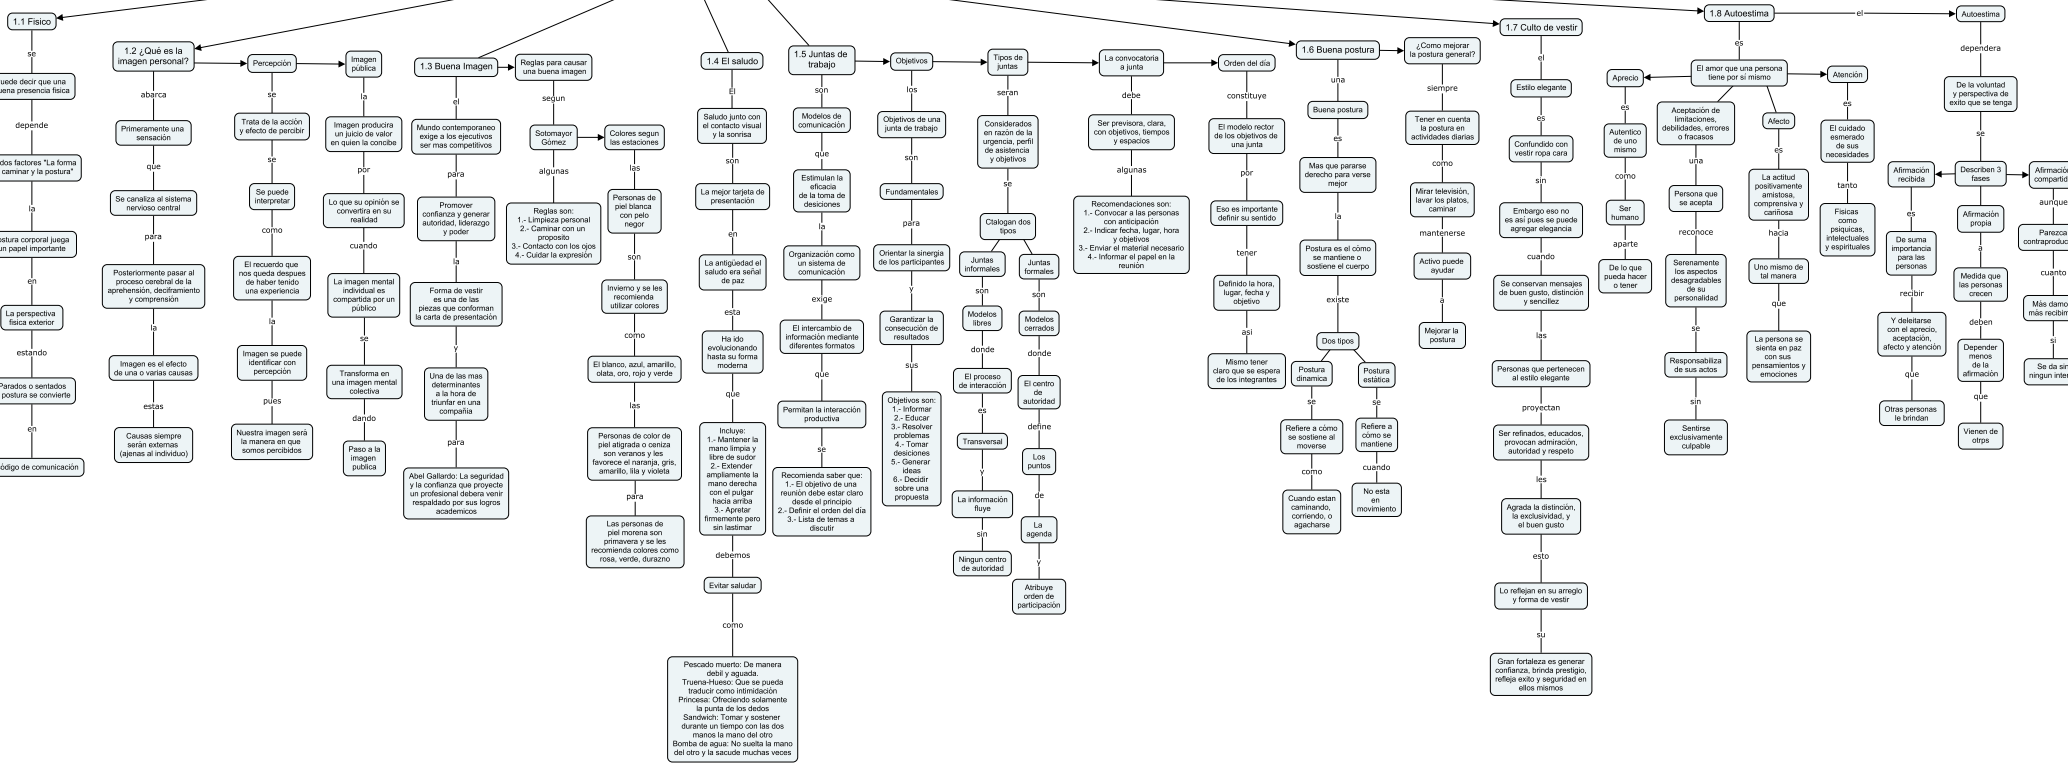 1.1 Fisico
se
uede decir que una
uena presencia fisica
depende
dos factores "La forma
caminar y la postura"
la
ostura corporal juega
un papel importante
en
La perspectiva
fisica exterior
estando
Parados o sentados
postura se convierte
en
ódigo de comunicación
1.2 ¿Qué es la
imagen personal?
abarca
Primeramente una
sensación
que
Se canaliza al sistema
nervioso central
para
Posteriormente pasar al
proceso cerebral de la
aprehensión, deciframiento
y comprensión
la
Imagen es el efecto
de una o varias causas
estas
Causas siempre
serán externas
(ajenas al individuo)
Percepción
se
Trata de la acción
y efecto de percibir
se
Se puede
interpretar
como
El recuerdo que
nos queda despues
de haber tenido
una experiencia
la
Imagen se puede
identificar con
percepción
pues
Nuestra imagen será
la manera en que
somos percibidos
Imagen
pública
la
Imagen producira
un juicio de valor
en quien la concibe
por
Lo que su opinión se
convertira en su
realidad
cuando
La imagen mental
individual es
compartida por un
público
se
Transforma en
una imagen mental
colectiva
dando
Paso a la
imagen
publica
1.3 Buena Imagen
el
Mundo contemporaneo
exige a los ejecutivos
ser mas competitivos
para
Promover
confianza y generar
autoridad, liderazgo
y poder
la
Forma de vestir
es una de las
piezas que conforman
la carta de presentación
y
Una de las mas
determinantes
a la hora de
triunfar en una
compañia
para
Abel Gallardo: La seguridad
y la confianza que proyecte
un profesional debera venir
respaldado por sus logros
academicos
Reglas para causar
una buena imagen
segun
Sotomayor
Gómez
algunas
Reglas son:
1.- Limpieza personal
2.- Caminar con un
proposito
3.- Contacto con los ojos
4.- Cuidar la expresión
Colores segun
las estaciones
las
Personas de
piel blanca
con pelo
negor
son
Invierno y se les
recomienda
utilizar colores
como
El blanco, azul, amarillo,
olata, oro, rojo y verde
las
Personas de color de
piel atigrada o ceniza
son veranos y les
favorece el naranja, gris,
amarillo, lila y violeta
para
Las personas de
piel morena son
primavera y se les
recomienda colores como
rosa, verde, durazno
1.4 El saludo
El
Saludo junto con
el contacto visual
y la sonrisa
son
La mejor tarjeta de
presentación
en
La antigüedad el
saludo era señal
de paz
esta
Ha ido
evolucionando
hasta su forma
moderna
que
Incluye:
1.- Mantener la
mano limpia y
libre de sudor
2.- Extender
ampliamente la
mano derecha
con el pulgar
hacia arriba
3.- Apretar
firmemente pero
sin lastimar
debemos
Evitar saludar
como
Pescado muerto: De manera
debil y aguada.
Truena-Hueso: Que se pueda
traducir como intimidación
Princesa: Ofreciendo solamente
la punta de los dedos
Sandwich: Tomar y sostener
durante un tiempo con las dos
manos la mano del otro
Bomba de agua: No suelta la mano
del otro y la sacude muchas veces
1.5 Juntas de
trabajo
son
Modelos de
comunicación
que
Estimulan la
eficacia
de la toma de
desiciones
la
Organización como
un sistema de
comunicación
exige
El intercambio de
información mediante
diferentes formatos
que
Permitan la interacción
productiva
se
Recomienda saber que:
1.- El objetivo de una
reunión debe estar claro
desde el principio
2.- Definir el orden del día
3.- Lista de temas a
discutir
Objetivos
los
Objetivos de una
junta de trabajo
son
Fundamentales
para
Orientar la sinergia
de los participantes
y
Garantizar la
consecución de
resultados
sus
Objetivos son:
1.- Informar
2.- Educar
3.- Resolver
problemas
4.- Tomar
desiciones
5.- Generar
ideas
6.- Decidir
sobre una
propuesta
Tipos de
juntas
seran
Considerados
en razón de la
urgencia, perfil
de asistencia
y objetivos
se
Ctalogan dos
tipos
Juntas
informales
son
Modelos
libres
donde
El proceso
de interacción
es
Transversal
y
La información
fluye
sin
Ningun centro
de autoridad
Juntas
formales
son
Modelos
cerrados
donde
El centro
de
autoridad
define
Los
puntos
de
La
agenda
y
Atribuye
orden de
participación
La convocatoria
a junta
debe
Ser previsora, clara,
con objetivos, tiempos
y espacios
algunas
Recomendaciones son:
1.- Convocar a las personas
con anticipación
2.- Indicar fecha, lugar, hora
y objetivos
3.- Enviar el material necesario
4.- Informar el papel en la
reunión
Orden del día
constituye
El modelo rector
de los objetivos de
una junta
por
Eso es importante
definir su sentido
tener
Definido la hora,
lugar, fecha y
objetivo
asi
Mismo tener
claro que se espera
de los integrantes
1.6 Buena postura
una
Buena postura
es
Mas que pararse
derecho para verse
mejor
la
Postura es el cómo
se mantiene o
sostiene el cuerpo
existe
Dos tipos
Postura
dinamica
se
Refiere a cómo
se sostiene al
moverse
como
Cuando estan
caminando,
corriendo, o
agacharse
Postura
estática
se
Refiere a
cómo se
mantiene
cuando
No esta
en
movimiento
¿Como mejorar
la postura general?
siempre
Tener en cuenta
la postura en
actividades diarias
como
Mirar televisión,
lavar los platos,
caminar
mantenerse
Activo puede
ayudar
a
Mejorar la
postura
1.7 Culto de vestir
el
Estilo elegante
es
Confundido con
vestir ropa cara
sin
Embargo eso no
es así pues se puede
agregar elegancia
cuando
Se conservan mensajes
de buen gusto, distinción
y sencillez
las
Personas que pertenecen
al estilo elegante
proyectan
Ser refinados, educados,
provocan admiración,
autoridad y respeto
les
Agrada la distinción,
la exclusividad, y
el buen gusto
esto
Lo reflejan en su arreglo
y forma de vestir
su
Gran fortaleza es generar
confianza, brinda prestigio,
refleja exito y seguridad en
ellos mismos
1.8 Autoestima
es
El amor que una persona
tiene por sí mismo
Aprecio
es
Autentico
de uno
mismo
como
Ser
humano
aparte
De lo que
pueda hacer
o tener
Aceptación de
limitaciones,
debilidades, errores
o fracasos
una
Persona que
se acepta
reconoce
Serenamente
los aspectos
desagradables
de su
personalidad
se
Responsabiliza
de sus actos
sin
Sentirse
exclusivamente
culpable
Afecto
es
La actitud
positivamente
amistosa,
comprensiva y
cariñosa
hacia
Uno mismo de
tal manera
que
La persona se
sienta en paz
con sus
pensamientos y
emociones
Atención
es
El cuidado
esmerado
de sus
necesidades
tanto
Fisicas
como
psiquicas,
intelectuales
y espirituales
el
Autoestima
dependera
De la voluntad
y perspectiva de
exito que se tenga
se
Describen 3
fases
Afirmación
recibida
es
De suma
importancia
para las
personas
recibir
Y deleitarse
con el aprecio,
aceptación,
afecto y atención
que
Otras personas
le brindan
Afirmación
propia
a
Medida que
las personas
crecen
deben
Depender
menos
de la
afirmación
que
Vienen de
otrps
Afirmación
compartid
aunque
Parezca
contraproduc
cuanto
Más damo
más recibim
si
Se da sin
ningun inter